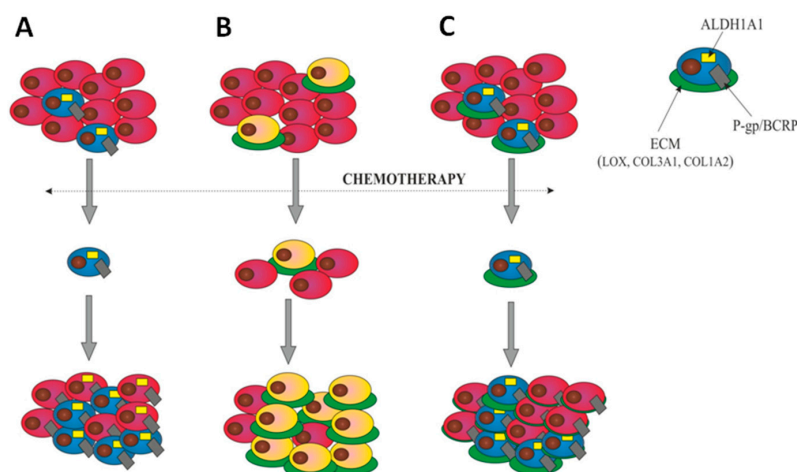 A
B
C
ALDH1A1
P-gp/BCRP
ECM
(LOX, COL3A1, COL1A2)
CHEMOTHERAPY